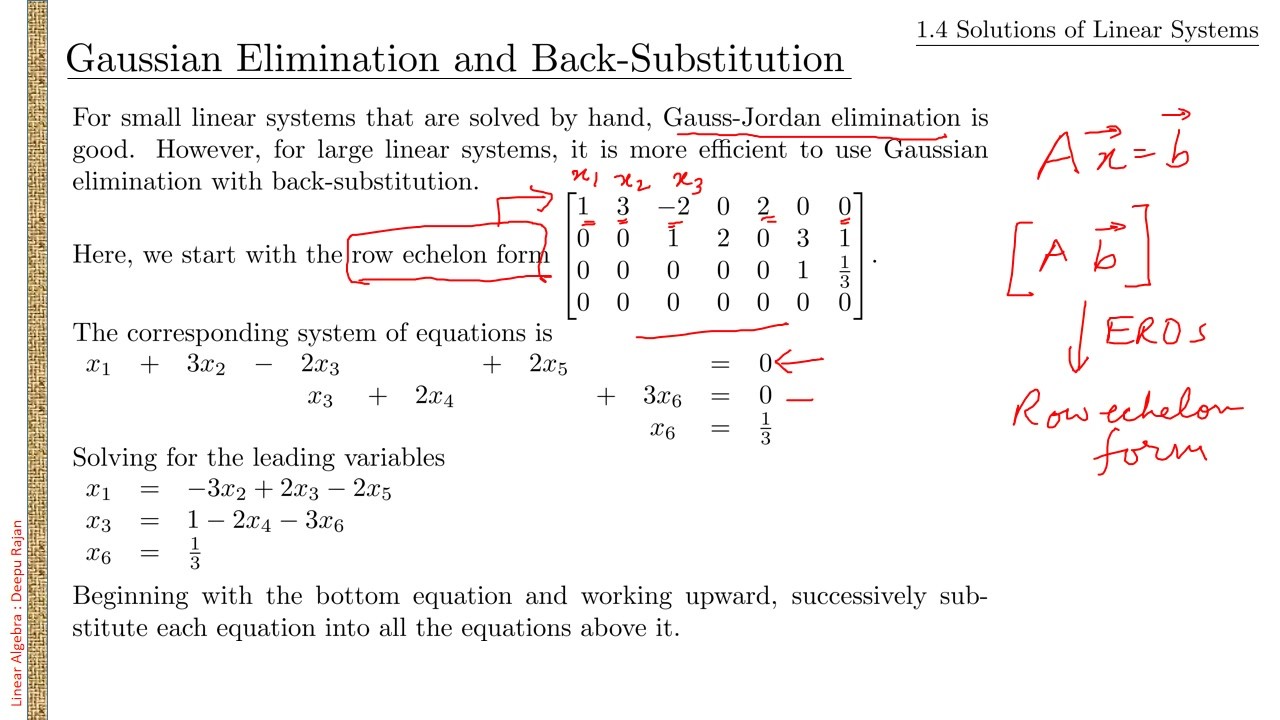 1.4 Solutions of Linear Systems
Gaussian Elimination and Back-Substitution
For small linear systems that are solved by hand, Gauss-Jordan elimination is
good. However, for large linear systems, it is more efficient to use Gaussian
elimination with back-substitution.
x₁ x₂ x₃
Here, we start with the row echelon form
[1 3 −2 0 2 0 0]
[0 0 1 2 0 3 1]
[0 0 0 0 0 1 1/3]
[0 0 0 0 0 0 0] .
The corresponding system of equations is
x₁ + 3x₂ − 2x₃ + 2x₅ = 0
x₃ + 2x₄ + 3x₆ = 0
x₆ = 1/3
Solving for the leading variables
x₁ = −3x₂ + 2x₃ − 2x₅
x₃ = 1 − 2x₄ − 3x₆
x₆ = 1/3
Beginning with the bottom equation and working upward, successively sub-
stitute each equation into all the equations above it.
A x⃗ = b⃗
[A b⃗]
EROs
Row echelon
form
Linear Algebra : Deepu Rajan